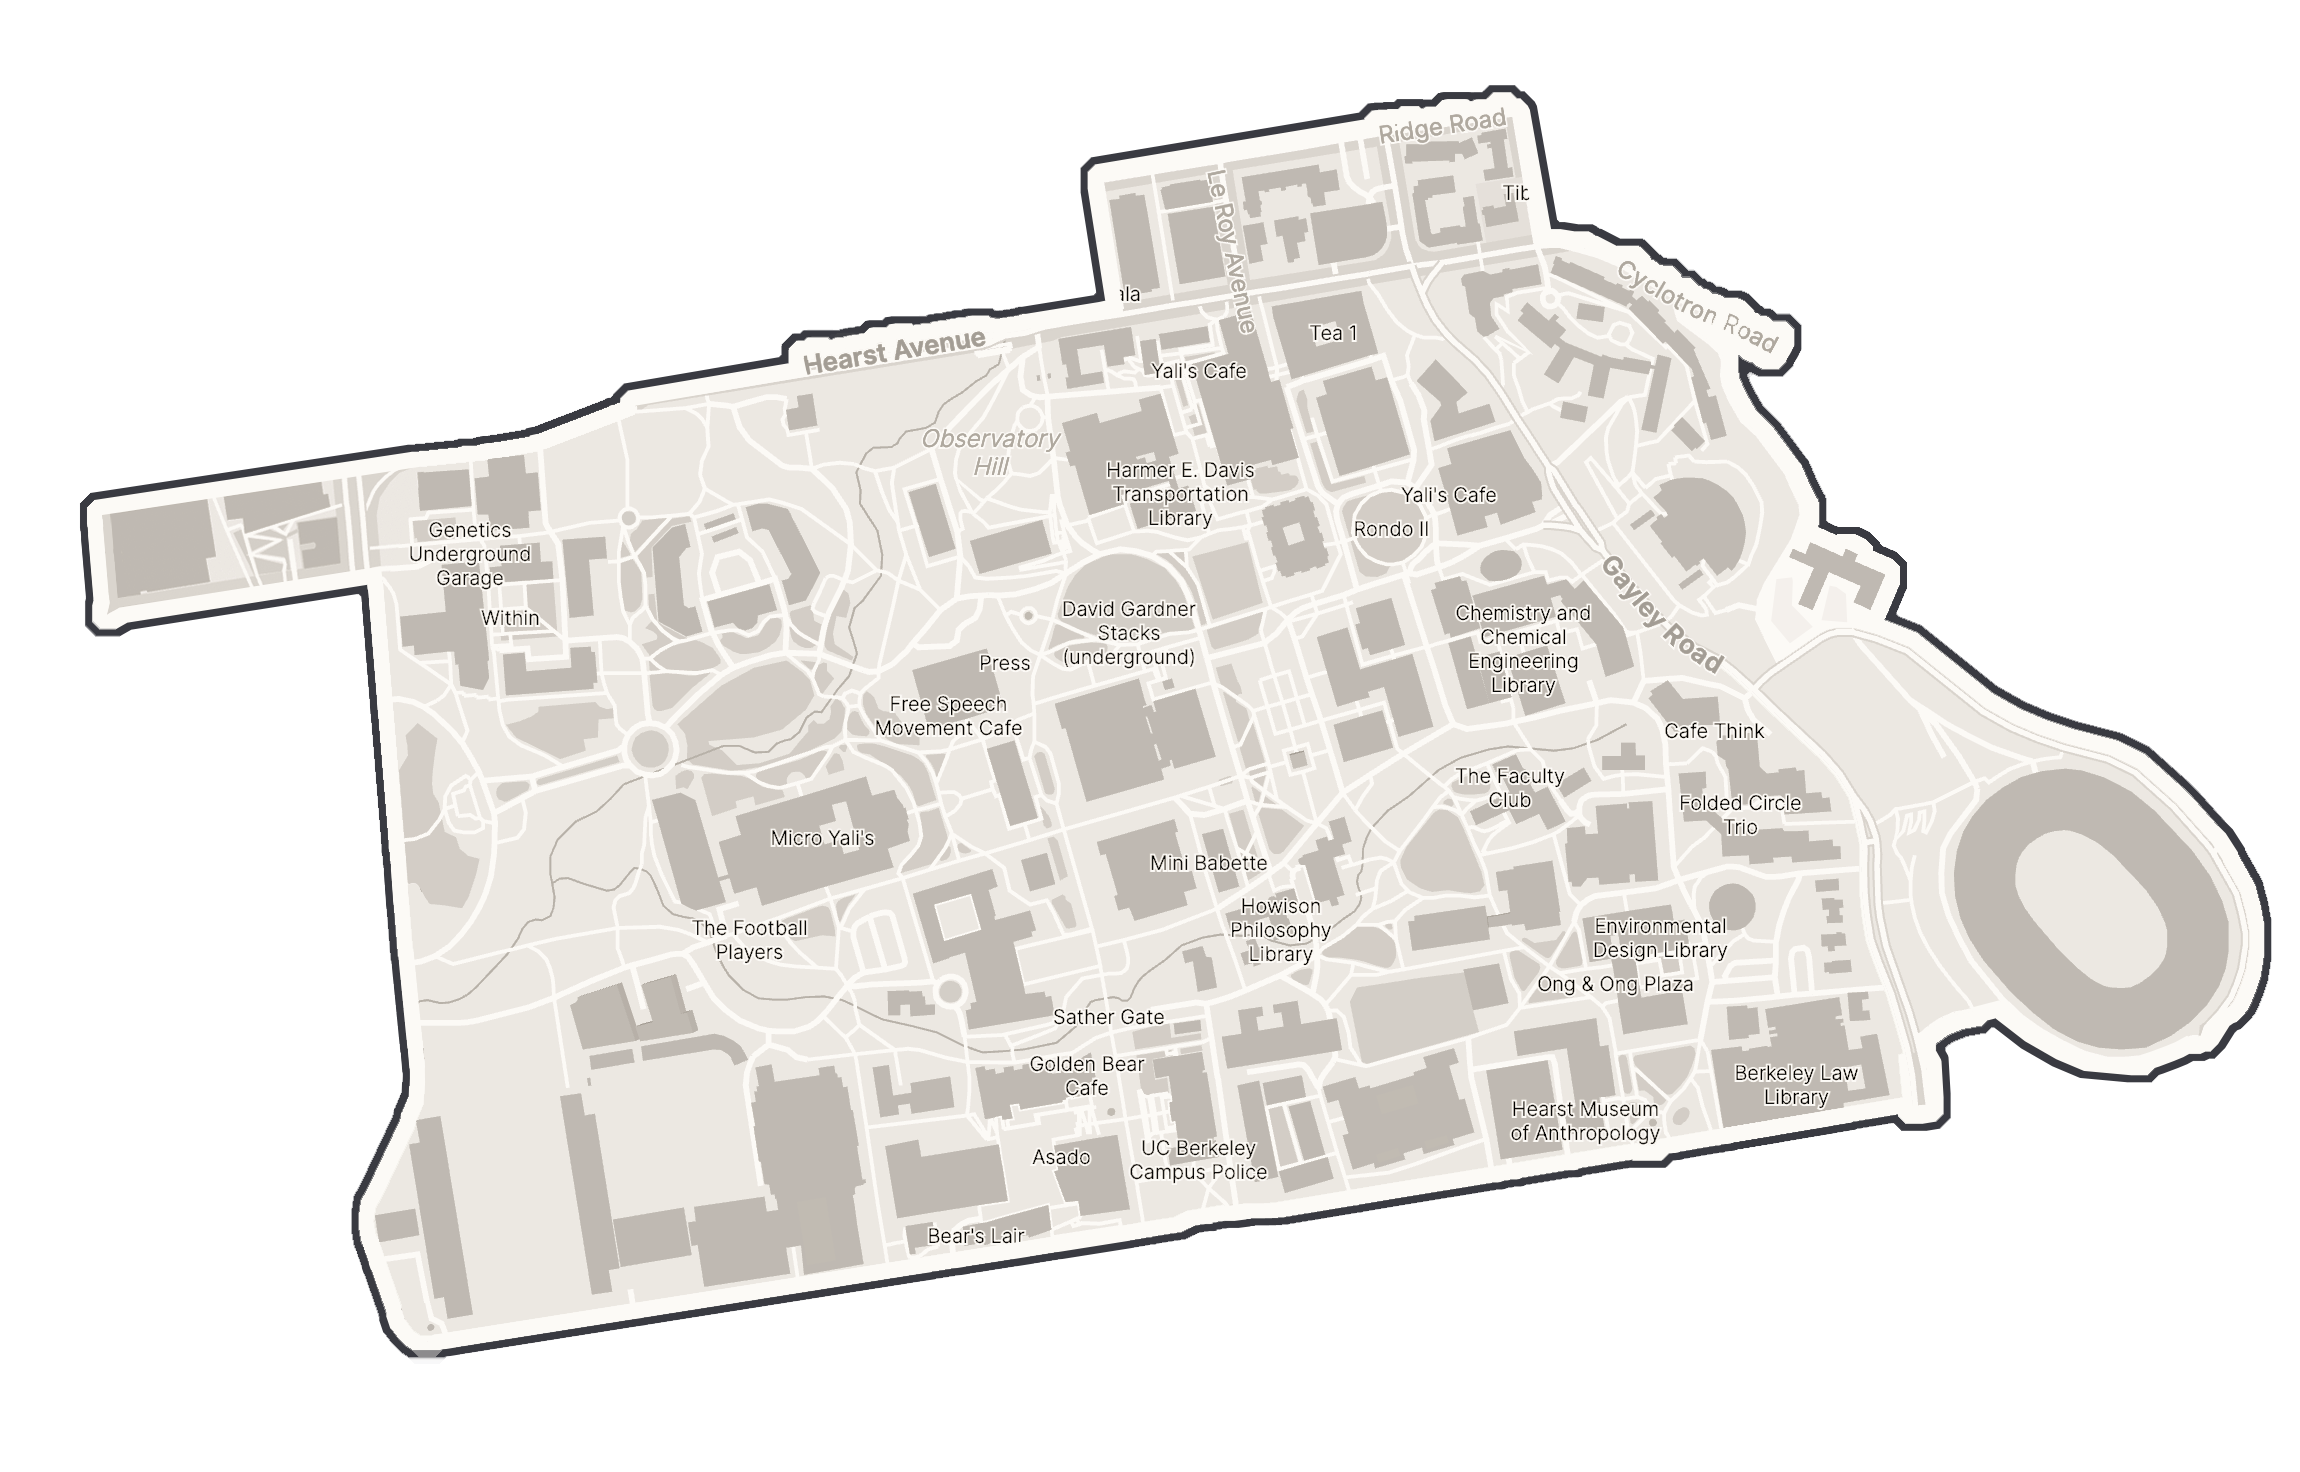 Ridge Road
Tib
Le Roy Avenue
Cyclotron Road
ala
Hearst Avenue
Tea 1
Yali's Cafe
Observatory
Hill
Harmer E. Davis
Transportation
Library
Yali's Cafe
Rondo II
Genetics
Underground
Garage
Within
Gayley Road
David Gardner
Stacks
(underground)
Chemistry and
Chemical
Engineering
Library
Press
Free Speech
Movement Cafe
Cafe Think
The Faculty
Club
Folded Circle
Trio
Micro Yali's
Mini Babette
Howison
Philosophy
Library
The Football
Players
Environmental
Design Library
Ong & Ong Plaza
Sather Gate
Golden Bear
Cafe
Berkeley Law
Library
Hearst Museum
of Anthropology
Asado
UC Berkeley
Campus Police
Bear's Lair